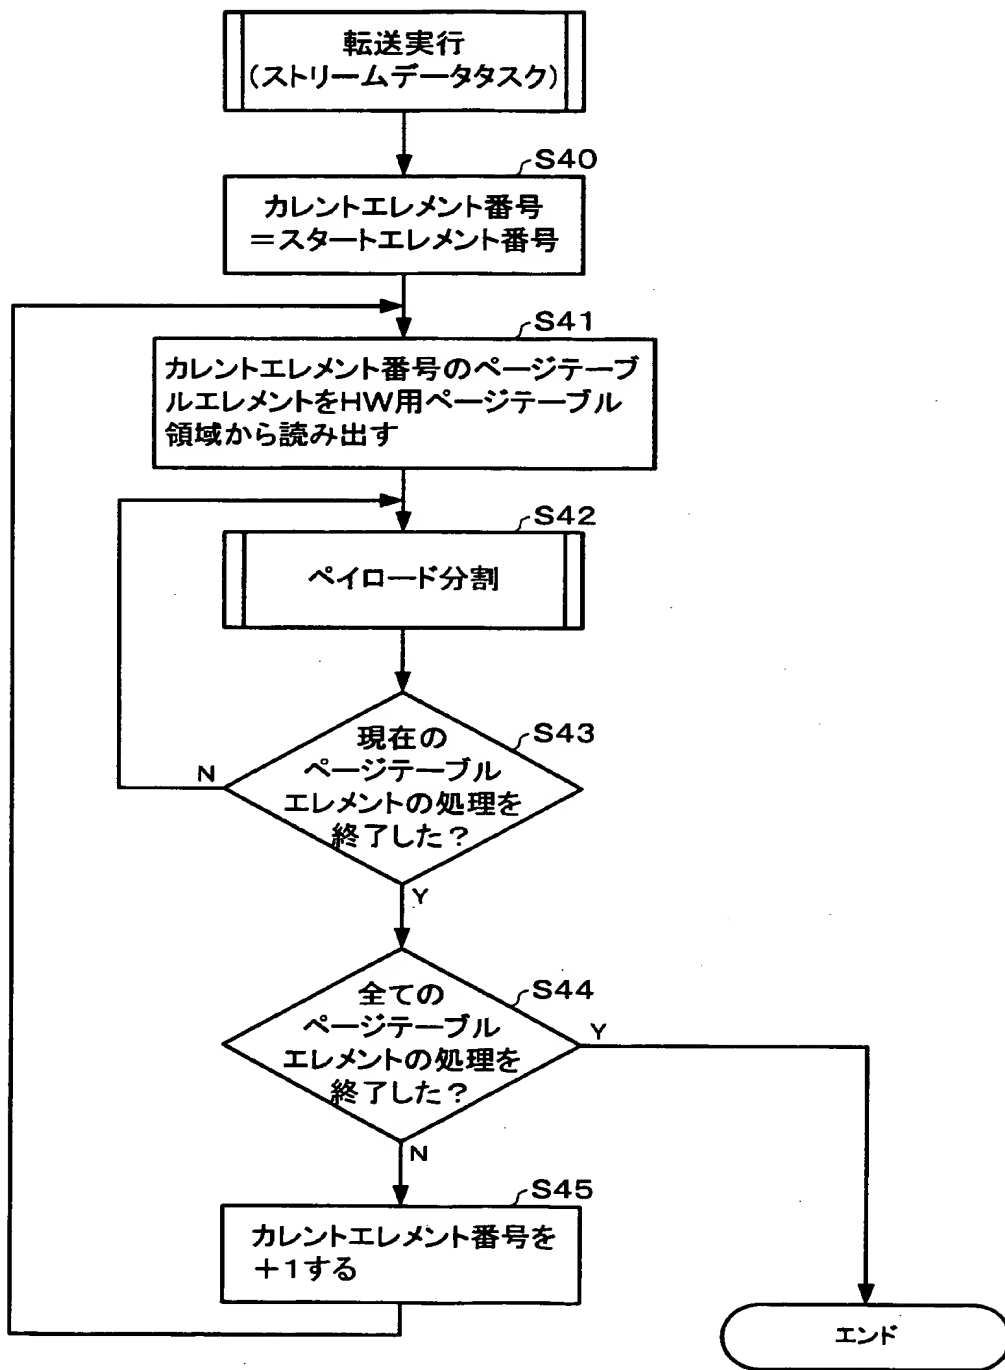 転送実行
(ストリームデータタスク)
S40
カレントエレメント番号
=スタートエレメント番号
S41
カレントエレメント番号のページテーブ
ルエレメントをHW用ページテーブル
領域から読み出す
S42
ペイロード分割
S43
現在の
ページテーブル
エレメントの処理を
終了した?
N
Y
S44
全ての
ページテーブル
エレメントの処理を
終了した?
Y
N
S45
カレントエレメント番号を
+1する
エンド